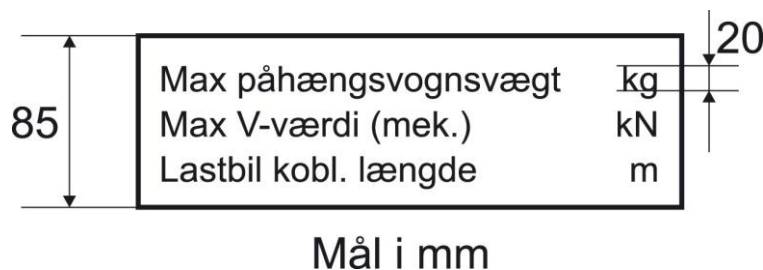 20
85
Max påhængsvognsvægt kg
Max V-værdi (mek.) kN
Lastbil kobl. længde m
Mål i mm